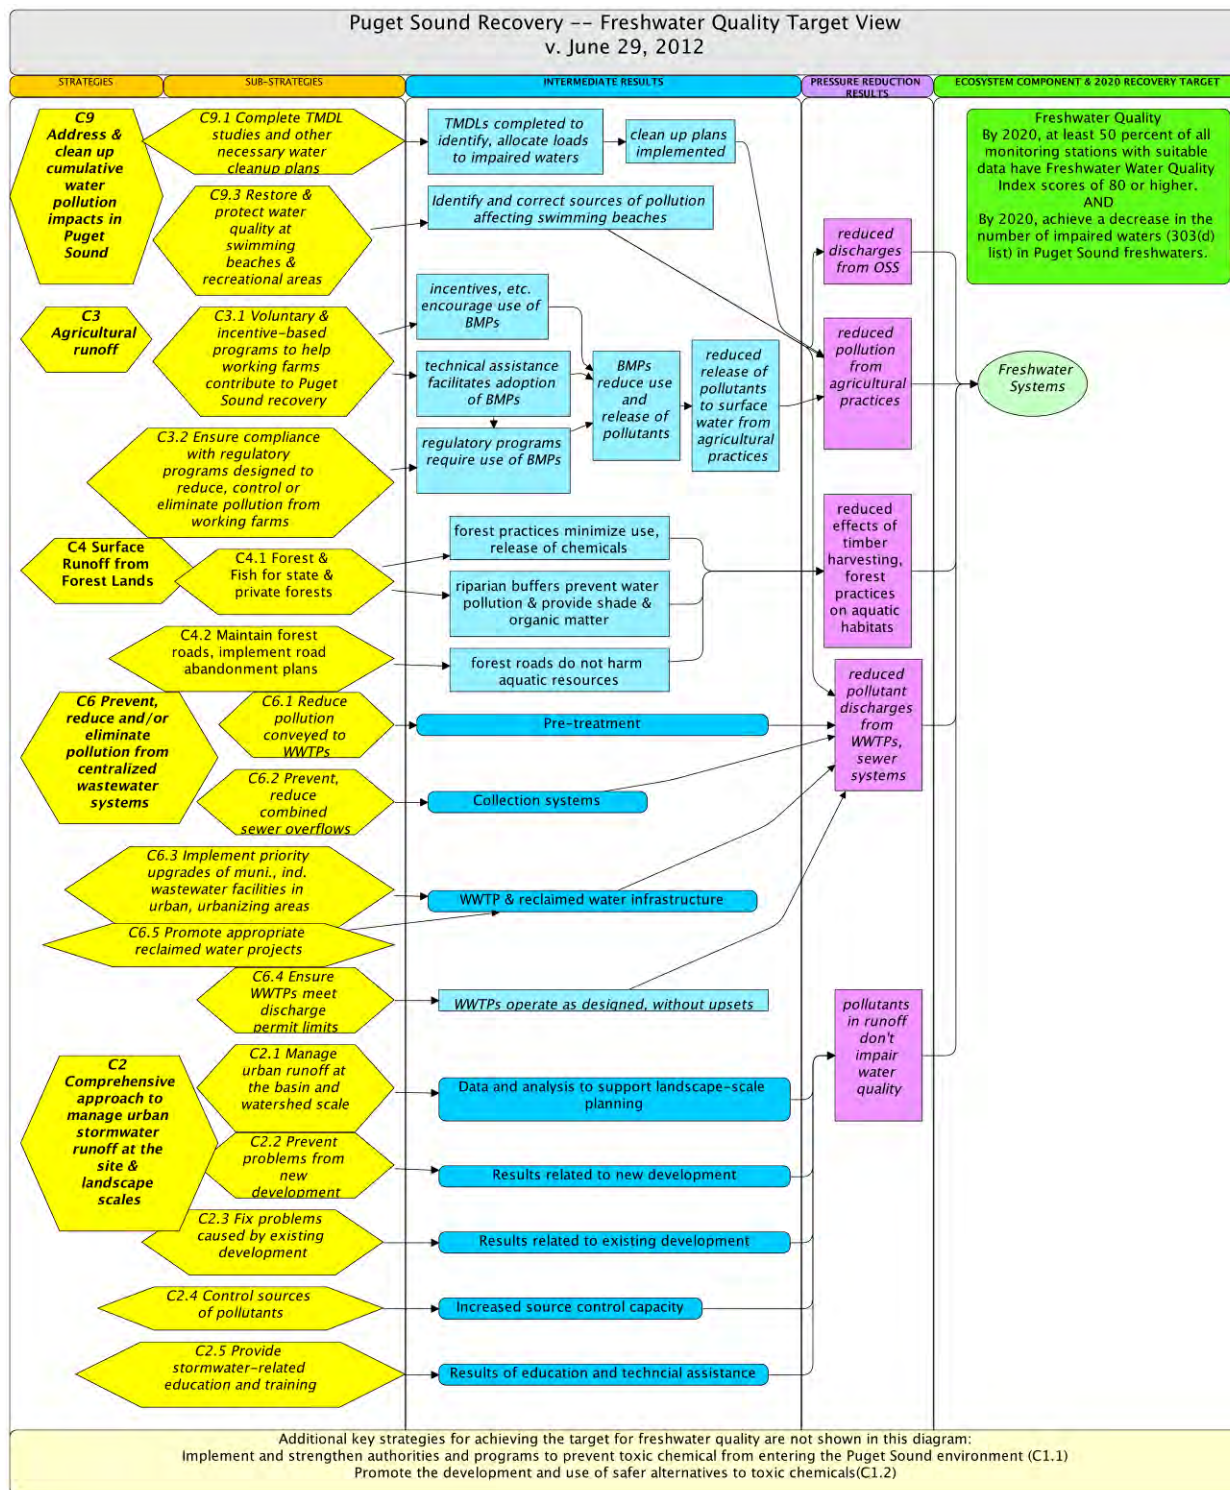 Puget Sound Recovery -- Freshwater Quality Target View
v. June 29, 2012
STRATEGIES
SUB-STRATEGIES
INTERMEDIATE RESULTS
PRESSURE REDUCTION
RESULTS
ECOSYSTEM COMPONENT & 2020 RECOVERY TARGET
C9
Address &
clean up
cumulative
water
pollution
impacts in
Puget
Sound
C9.1 Complete TMDL
studies and other
necessary water
cleanup plans
TMDLs completed to
identify, allocate loads
to impaired waters
clean up plans
implemented
C9.3 Restore &
protect water
quality at
swimming
beaches &
recreational areas
Identify and correct sources of pollution
affecting swimming beaches
Freshwater Quality
By 2020, at least 50 percent of all
monitoring stations with suitable
data have Freshwater Water Quality
Index scores of 80 or higher.
AND
By 2020, achieve a decrease in the
number of impaired waters (303(d)
list) in Puget Sound freshwaters.
reduced
discharges
from OSS
C3
Agricultural
runoff
C3.1 Voluntary &
incentive-based
programs to help
working farms
contribute to Puget
Sound recovery
incentives, etc.
encourage use of
BMPs
technical assistance
facilitates adoption
of BMPs
regulatory programs
require use of BMPs
BMPs
reduce use
and
release of
pollutants
reduced
release of
pollutants
to surface
water from
agricultural
practices
reduced
pollution
from
agricultural
practices
Freshwater
Systems
C3.2 Ensure compliance
with regulatory
programs designed to
reduce, control or
eliminate pollution from
working farms
C4 Surface
Runoff from
Forest Lands
C4.1 Forest &
Fish for state &
private forests
forest practices minimize use,
release of chemicals
riparian buffers prevent water
pollution & provide shade &
organic matter
reduced
effects of
timber
harvesting,
forest
practices
on aquatic
habitats
C4.2 Maintain forest
roads, implement road
abandonment plans
forest roads do not harm
aquatic resources
C6 Prevent,
reduce and/or
eliminate
pollution from
centralized
wastewater
systems
C6.1 Reduce
pollution
conveyed to
WWTPs
Pre-treatment
reduced
pollutant
discharges
from
WWTPs,
sewer
systems
C6.2 Prevent,
reduce
combined
sewer overflows
Collection systems
C6.3 Implement priority
upgrades of muni., ind.
wastewater facilities in
urban, urbanizing areas
WWTP & reclaimed water infrastructure
C6.5 Promote appropriate
reclaimed water projects
C6.4 Ensure
WWTPs meet
discharge
permit limits
WWTPs operate as designed, without upsets
pollutants
in runoff
don't
impair
water
quality
C2
Comprehensive
approach to
manage urban
stormwater
runoff at the
site &
landscape
scales
C2.1 Manage
urban runoff at
the basin and
watershed scale
Data and analysis to support landscape-scale
planning
C2.2 Prevent
problems from
new
development
Results related to new development
C2.3 Fix problems
caused by existing
development
Results related to existing development
C2.4 Control sources
of pollutants
Increased source control capacity
C2.5 Provide
stormwater-related
education and training
Results of education and techncial assistance
Additional key strategies for achieving the target for freshwater quality are not shown in this diagram:
Implement and strengthen authorities and programs to prevent toxic chemical from entering the Puget Sound environment (C1.1)
Promote the development and use of safer alternatives to toxic chemicals(C1.2)